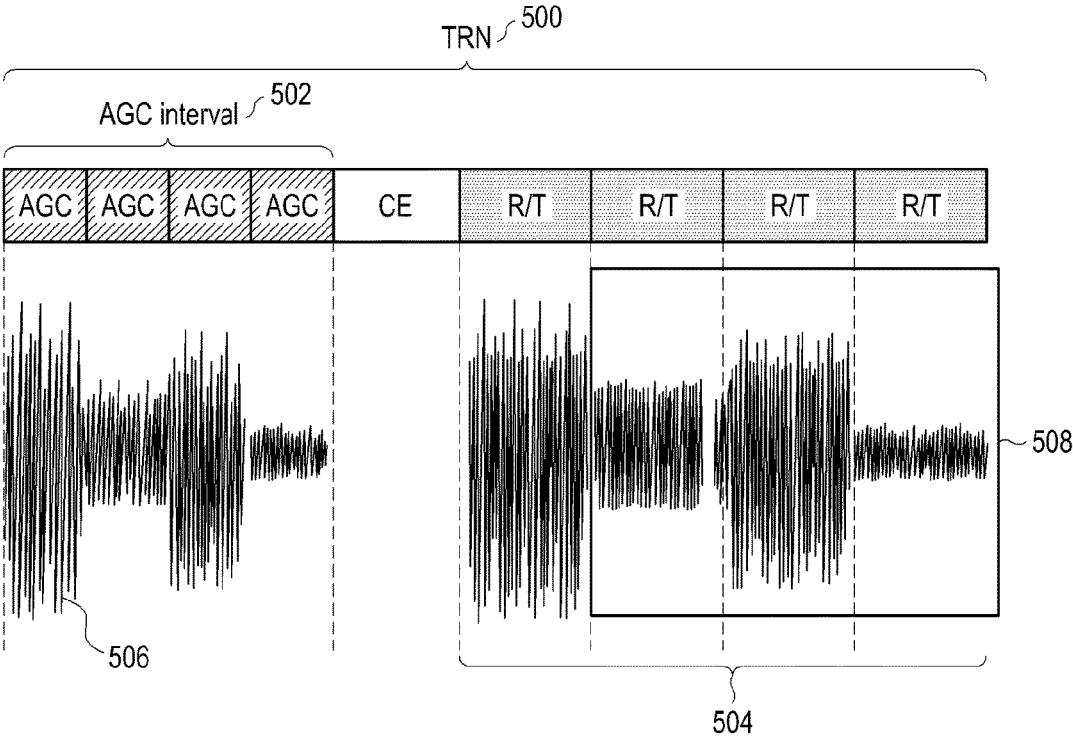 TRN 500
AGC interval 502
AGC AGC AGC AGC CE R/T R/T R/T R/T
508
506
504